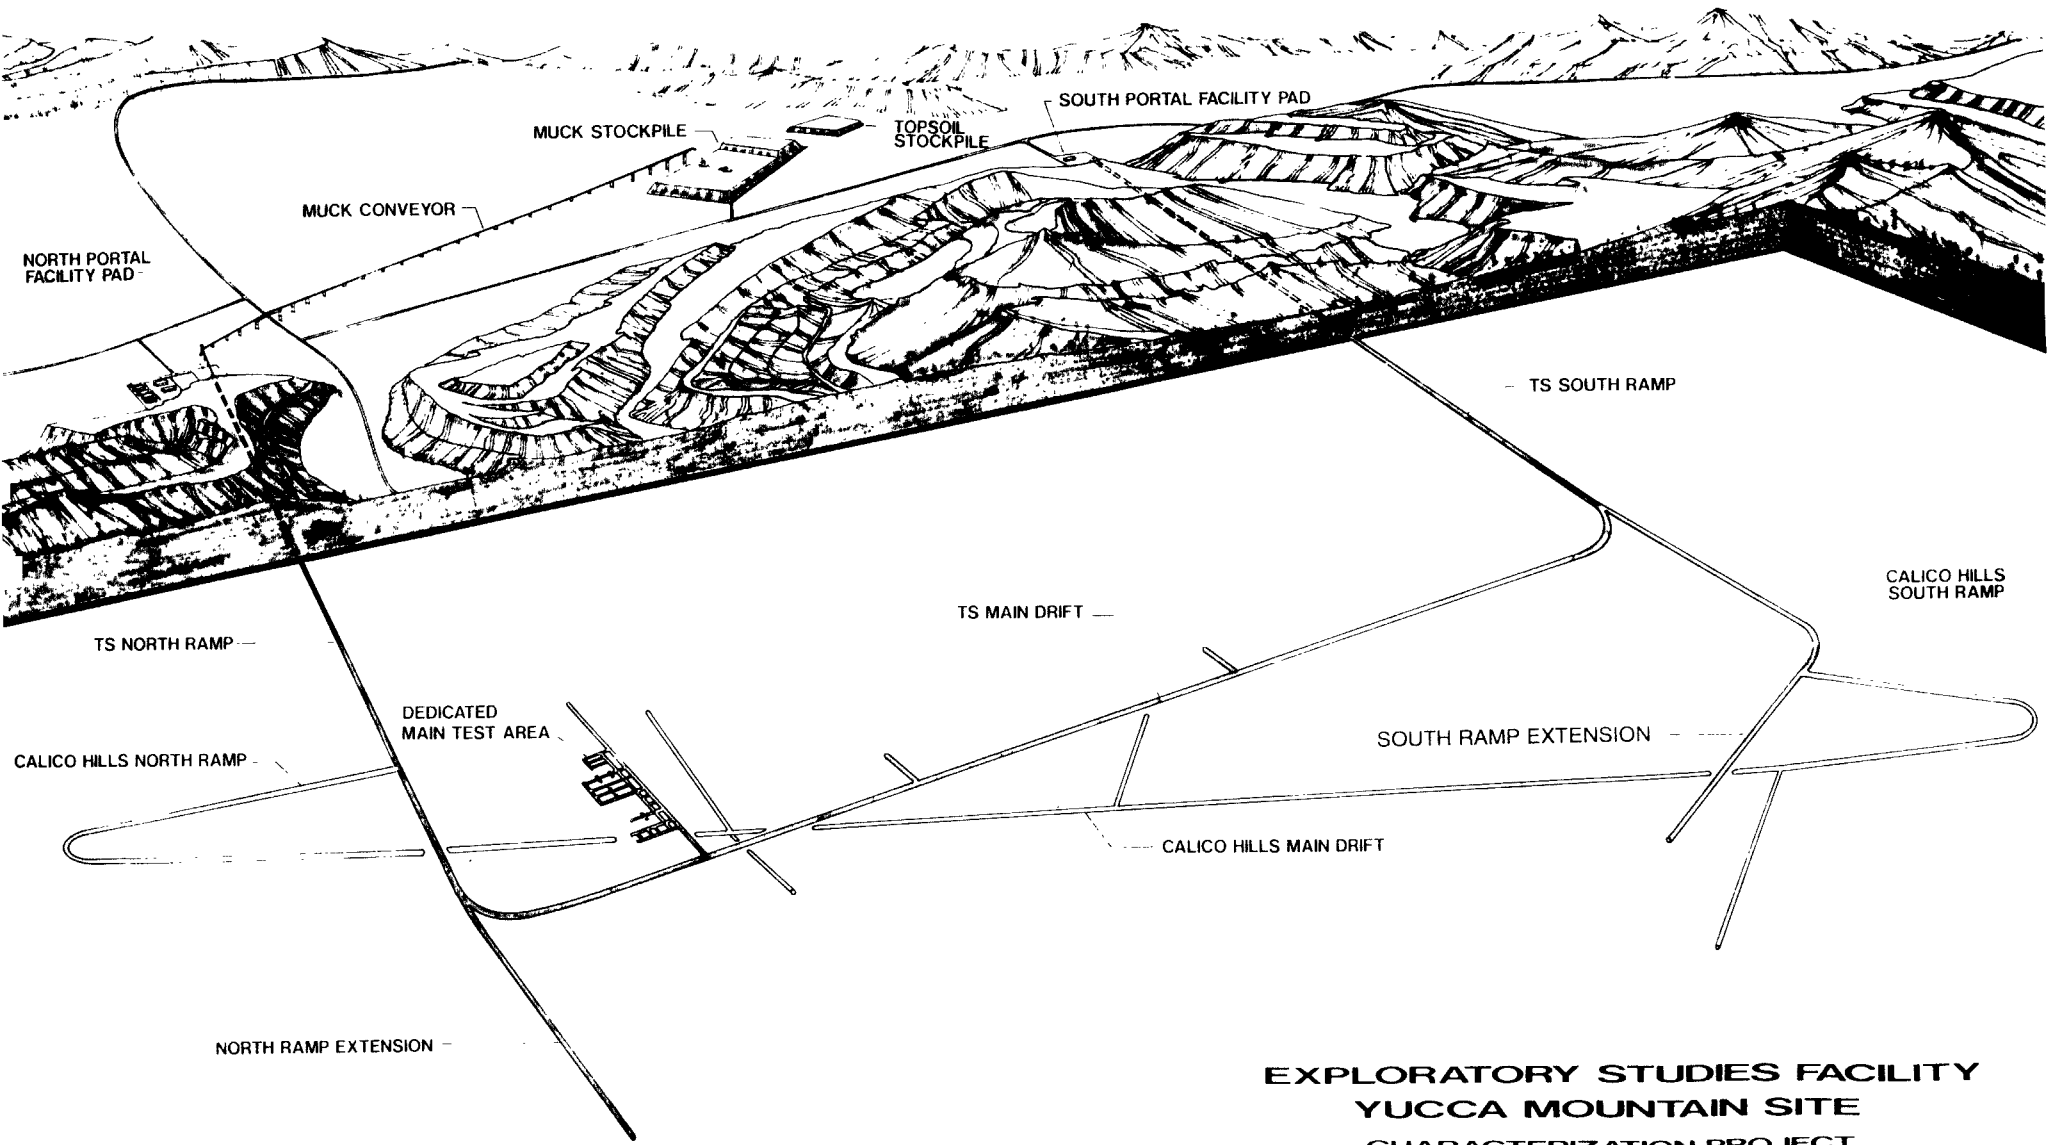 SOUTH PORTAL FACILITY PAD
MUCK STOCKPILE
TOPSOIL
STOCKPILE
MUCK CONVEYOR
NORTH PORTAL
FACILITY PAD
TS SOUTH RAMP
CALICO HILLS
SOUTH RAMP
TS MAIN DRIFT
TS NORTH RAMP
DEDICATED
MAIN TEST AREA
SOUTH RAMP EXTENSION
CALICO HILLS NORTH RAMP
CALICO HILLS MAIN DRIFT
NORTH RAMP EXTENSION
EXPLORATORY STUDIES FACILITY
YUCCA MOUNTAIN SITE
CHARACTERIZATION PROJECT